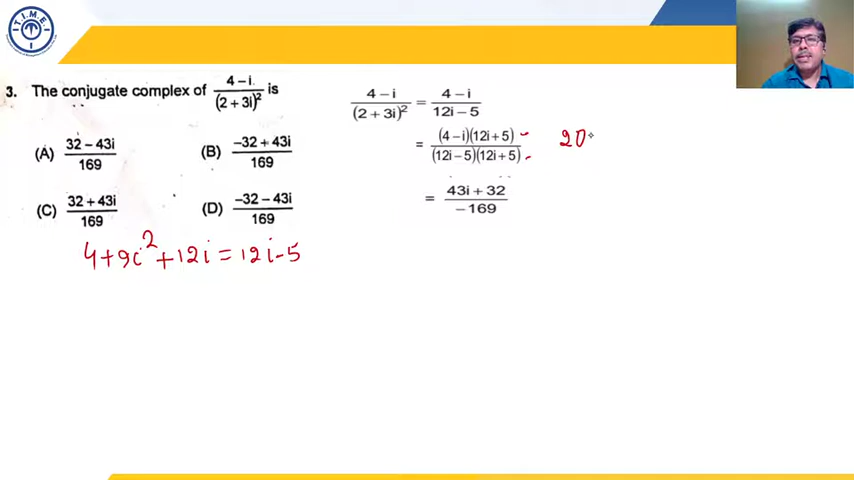 T.I.M.E.
3. The conjugate complex of (4 – i)/(2 + 3i)² is
(A) (32 – 43i)/169
(B) (–32 + 43i)/169
(C) (32 + 43i)/169
(D) (–32 – 43i)/169
4+9i²+12i=12i-5
(4 – i)/(2 + 3i)² = (4 – i)/(12i – 5)
= (4 – i)(12i + 5)/(12i – 5)(12i + 5)
20
= (43i + 32)/–169